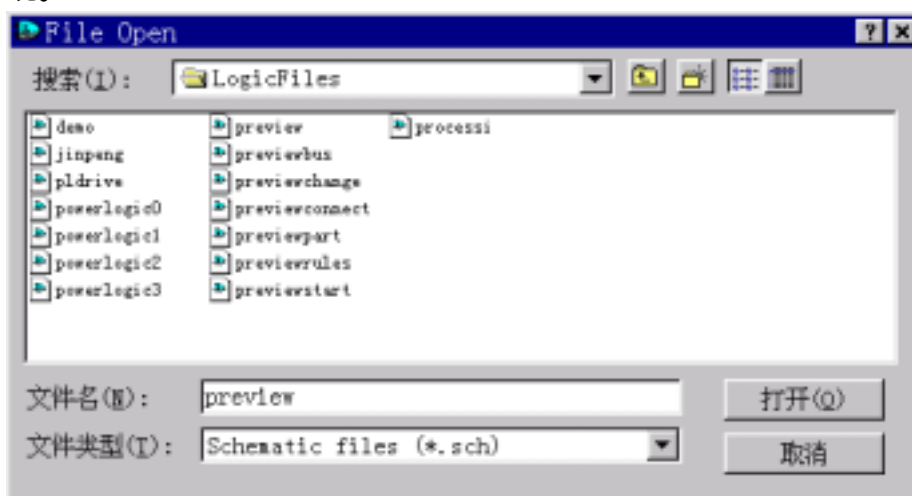 File Open
搜索(I): LogicFiles
demo preview processi
jinpeng previewbus
pldrive previewchange
powerlogic0 previewconnect
powerlogic1 previewpart
powerlogic2 previewrules
powerlogic3 previewstart
文件名(N): preview 打开(O)
文件类型(T): Schematic files (*.sch) 取消